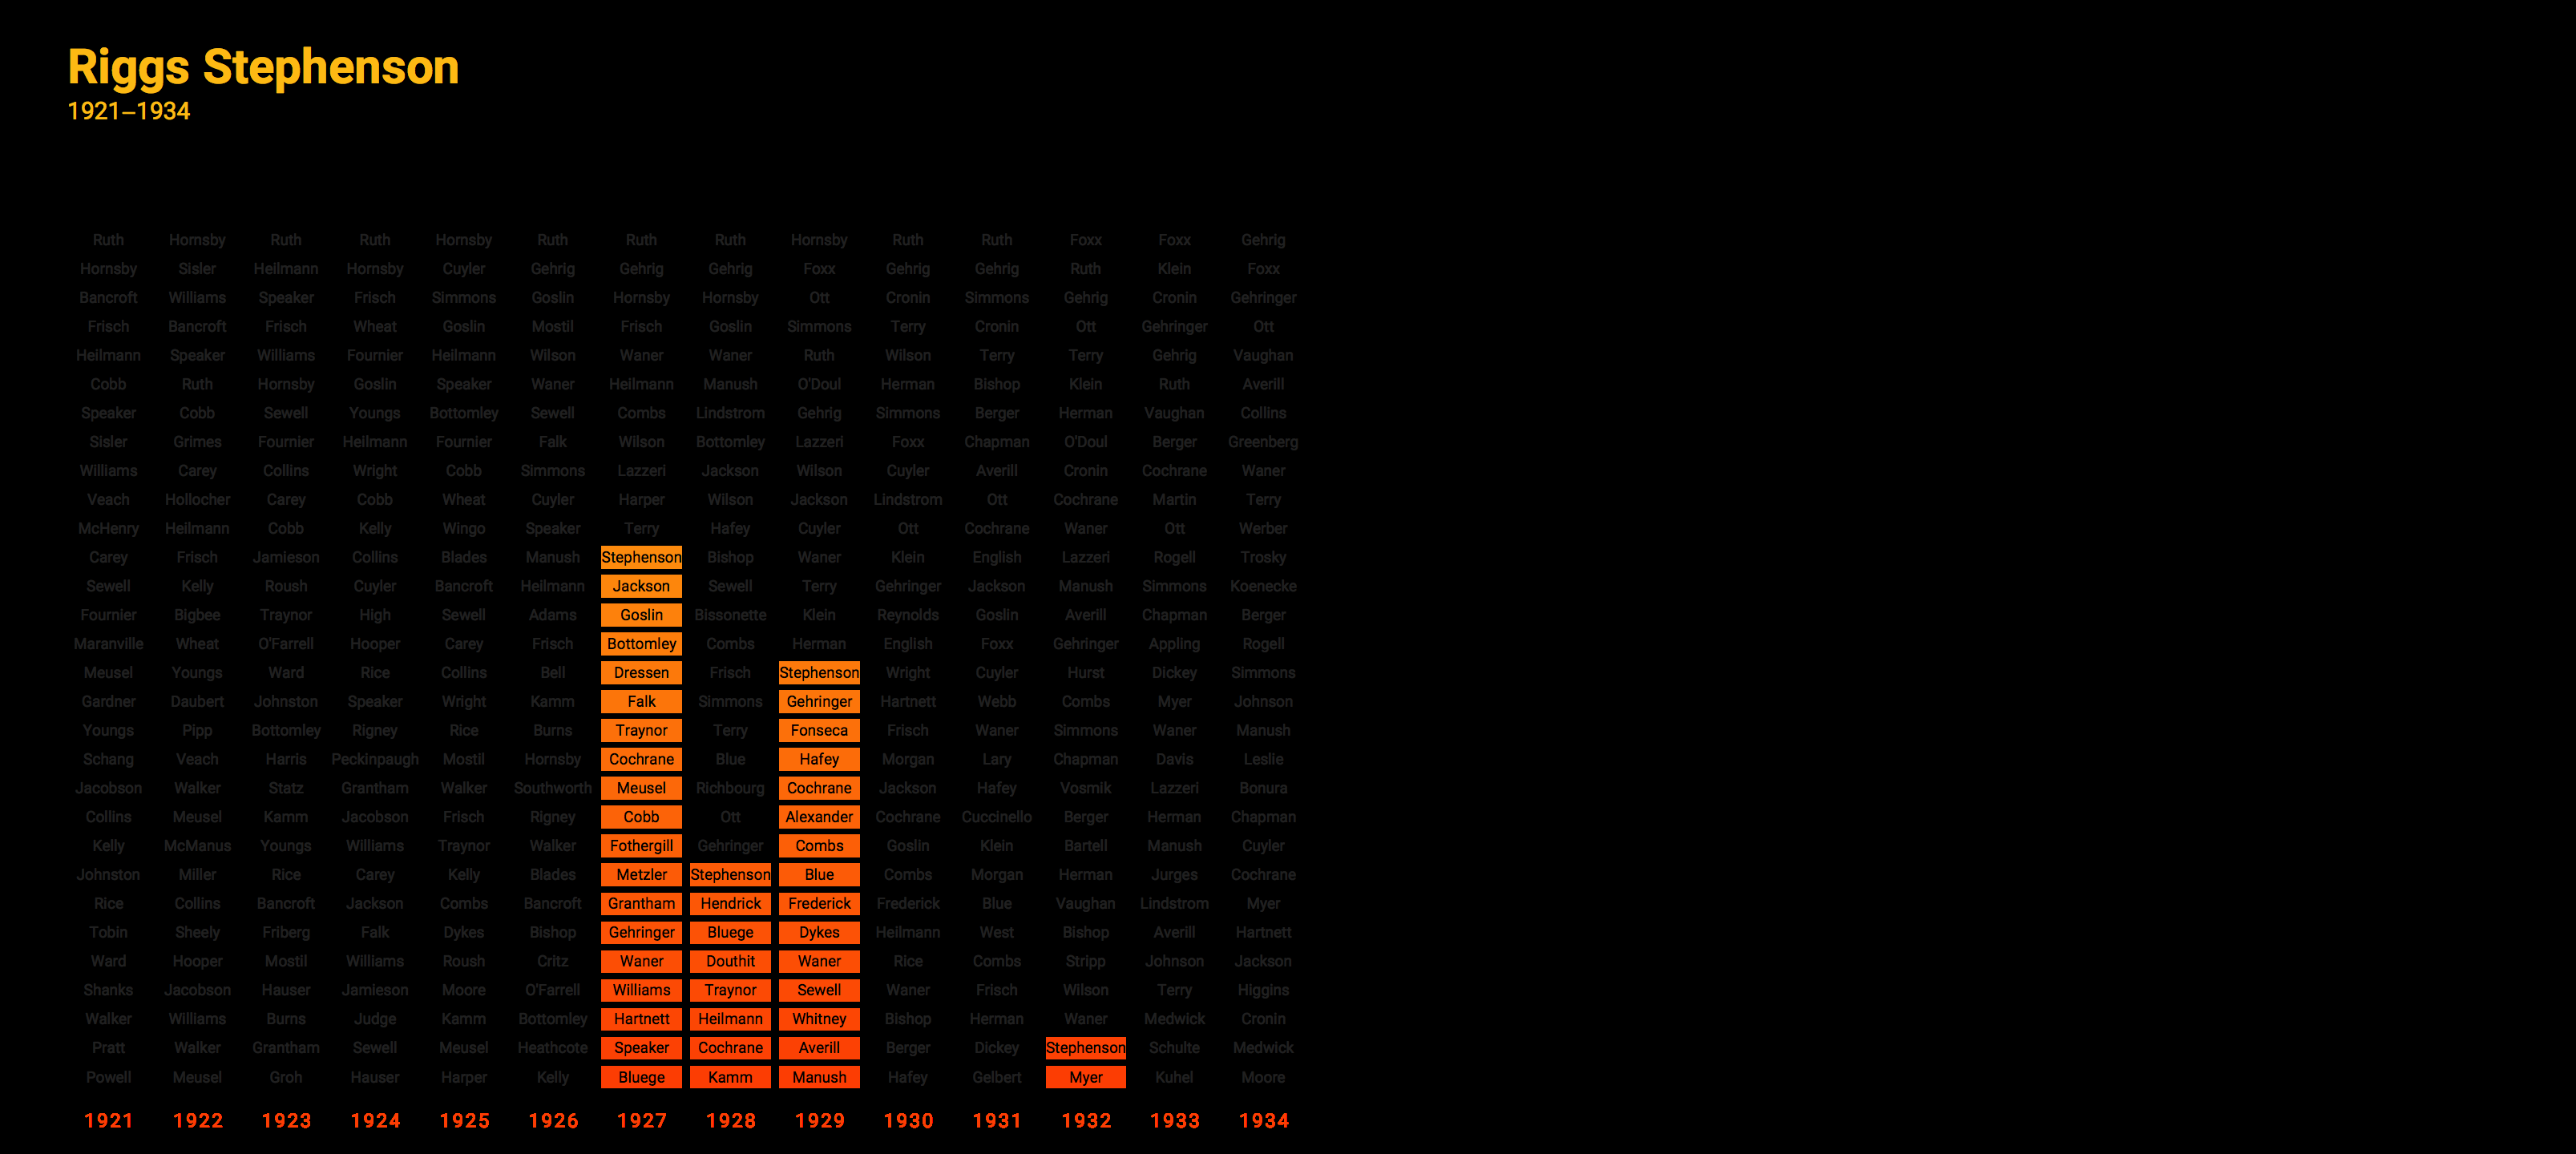 Riggs Stephenson
1921–1934
Ruth Hornsby Ruth Ruth Hornsby Ruth Ruth Ruth Hornsby Ruth Ruth Foxx Foxx Gehrig
Hornsby Sisler Heilmann Hornsby Cuyler Gehrig Gehrig Gehrig Foxx Gehrig Gehrig Ruth Klein Foxx
Bancroft Williams Speaker Frisch Simmons Goslin Hornsby Hornsby Ott Cronin Simmons Gehrig Cronin Gehringer
Frisch Bancroft Frisch Wheat Goslin Mostil Frisch Goslin Simmons Terry Cronin Ott Gehringer Ott
Heilmann Speaker Williams Fournier Heilmann Wilson Waner Waner Ruth Wilson Terry Terry Gehrig Vaughan
Cobb Ruth Hornsby Goslin Speaker Waner Heilmann Manush O'Doul Herman Bishop Klein Ruth Averill
Speaker Cobb Sewell Youngs Bottomley Sewell Combs Lindstrom Gehrig Simmons Berger Herman Vaughan Collins
Sisler Grimes Fournier Heilmann Fournier Falk Wilson Bottomley Lazzeri Foxx Chapman O'Doul Berger Greenberg
Williams Carey Collins Wright Cobb Simmons Lazzeri Jackson Wilson Cuyler Averill Cronin Cochrane Waner
Veach Hollocher Carey Cobb Wheat Cuyler Harper Wilson Jackson Lindstrom Ott Cochrane Martin Terry
McHenry Heilmann Cobb Kelly Wingo Speaker Terry Hafey Cuyler Ott Cochrane Waner Ott Werber
Carey Frisch Jamieson Collins Blades Manush Stephenson Bishop Waner Klein English Lazzeri Rogell Trosky
Sewell Kelly Roush Cuyler Bancroft Heilmann Jackson Sewell Terry Gehringer Jackson Manush Simmons Koenecke
Fournier Bigbee Traynor High Sewell Adams Goslin Bissonette Klein Reynolds Goslin Averill Chapman Berger
Maranville Wheat O'Farrell Hooper Carey Frisch Bottomley Combs Herman English Foxx Gehringer Appling Rogell
Meusel Youngs Ward Rice Collins Bell Dressen Frisch Stephenson Wright Cuyler Hurst Dickey Simmons
Gardner Daubert Johnston Speaker Wright Kamm Falk Simmons Gehringer Hartnett Webb Combs Myer Johnson
Youngs Pipp Bottomley Rigney Rice Burns Traynor Terry Fonseca Frisch Waner Simmons Waner Manush
Schang Veach Harris Peckinpaugh Mostil Hornsby Cochrane Blue Hafey Morgan Lary Chapman Davis Leslie
Jacobson Walker Statz Grantham Walker Southworth Meusel Richbourg Cochrane Jackson Hafey Vosmik Lazzeri Bonura
Collins Meusel Kamm Jacobson Frisch Rigney Cobb Ott Alexander Cochrane Cuccinello Berger Herman Chapman
Kelly McManus Youngs Williams Traynor Walker Fothergill Gehringer Combs Goslin Klein Bartell Manush Cuyler
Johnston Miller Rice Carey Kelly Blades Metzler Stephenson Blue Combs Morgan Herman Jurges Cochrane
Rice Collins Bancroft Jackson Combs Bancroft Grantham Hendrick Frederick Frederick Blue Vaughan Lindstrom Myer
Tobin Sheely Friberg Falk Dykes Bishop Gehringer Bluege Dykes Heilmann West Bishop Averill Hartnett
Ward Hooper Mostil Williams Roush Critz Waner Douthit Waner Rice Combs Stripp Johnson Jackson
Shanks Jacobson Hauser Jamieson Moore O'Farrell Williams Traynor Sewell Waner Frisch Wilson Terry Higgins
Walker Williams Burns Judge Kamm Bottomley Hartnett Heilmann Whitney Bishop Herman Waner Medwick Cronin
Pratt Walker Grantham Sewell Meusel Heathcote Speaker Cochrane Averill Berger Dickey Stephenson Schulte Medwick
Powell Meusel Groh Hauser Harper Kelly Bluege Kamm Manush Hafey Gelbert Myer Kuhel Moore
1921 1922 1923 1924 1925 1926 1927 1928 1929 1930 1931 1932 1933 1934